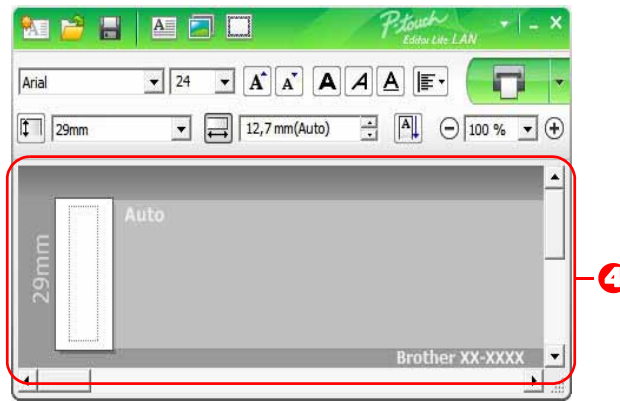 P-touch
Editor Lite LAN
Arial 24 A A A A A
29mm 12,7 mm(Auto) A 100 %
Auto
29mm
4
Brother XX-XXXX